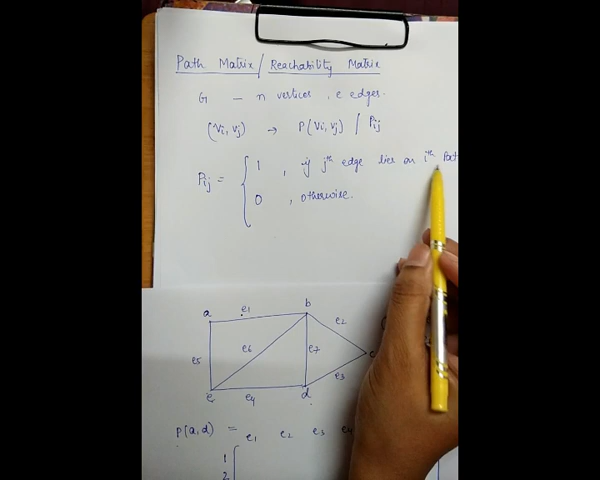 Path Matrix / Reachability Matrix
G — n vertices, e edges.
(vi, vj) → P(vi, vj) / Pij
Pij = { 1 , if jth edge lies on ith
0 , otherwise.
a e1 b
e2
e5 e6 e7 c
e3
e e4 d
P(a,d) = e1 e2 e3 e4
1
2